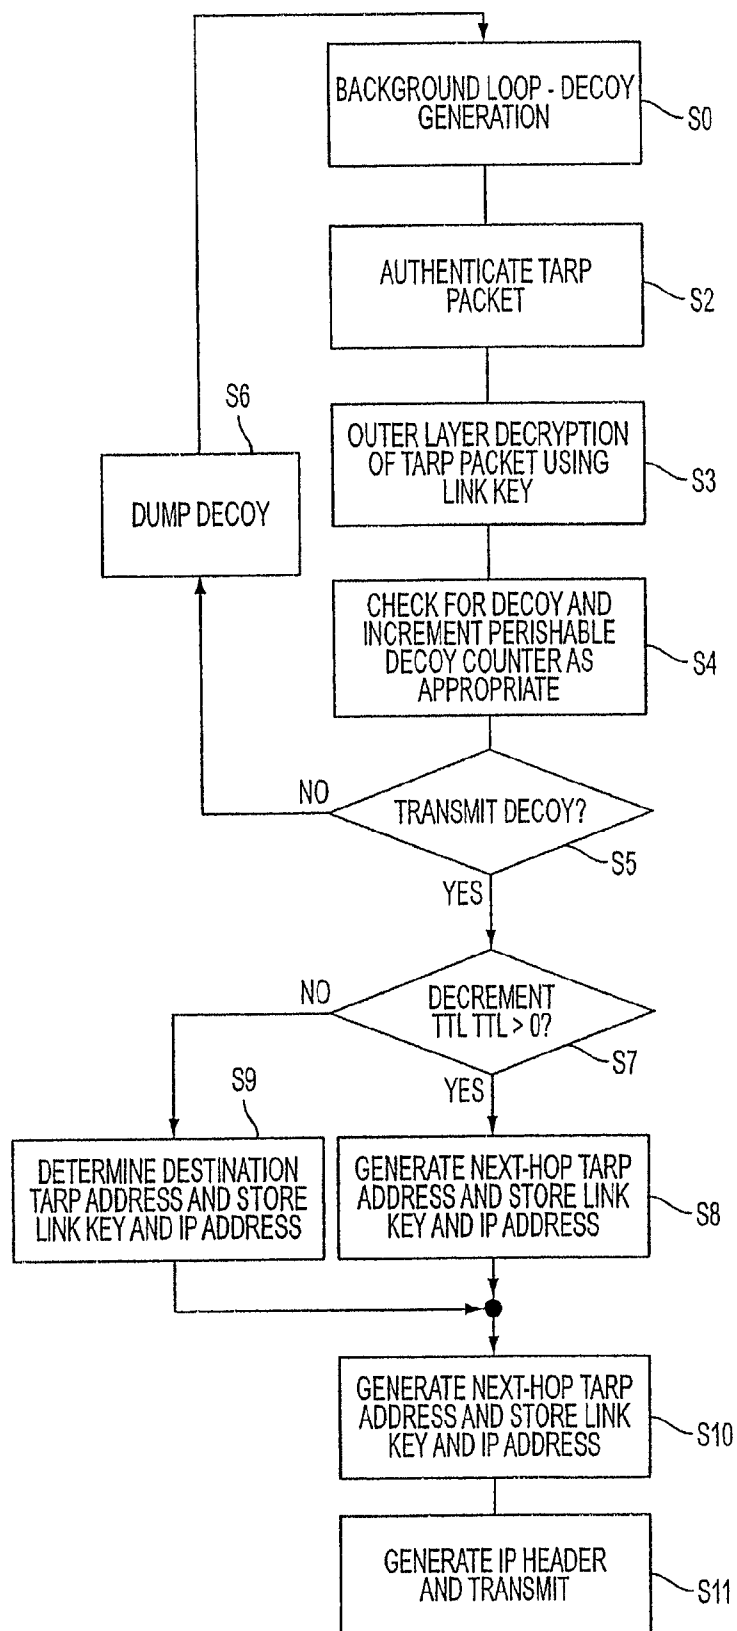 BACKGROUND LOOP - DECOY
GENERATION
S0
AUTHENTICATE TARP
PACKET
S2
OUTER LAYER DECRYPTION
OF TARP PACKET USING
LINK KEY
S3
S6
DUMP DECOY
CHECK FOR DECOY AND
INCREMENT PERISHABLE
DECOY COUNTER AS
APPROPRIATE
S4
NO
TRANSMIT DECOY?
S5
YES
NO
DECREMENT
TTL TTL > 0?
S7
YES
S9
DETERMINE DESTINATION
TARP ADDRESS AND STORE
LINK KEY AND IP ADDRESS
GENERATE NEXT-HOP TARP
ADDRESS AND STORE LINK
KEY AND IP ADDRESS
S8
GENERATE NEXT-HOP TARP
ADDRESS AND STORE LINK
KEY AND IP ADDRESS
S10
GENERATE IP HEADER
AND TRANSMIT
S11